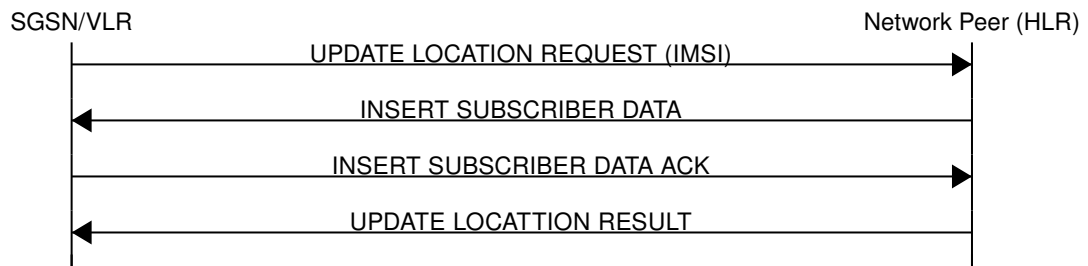 SGSN/VLR
Network Peer (HLR)
UPDATE LOCATION REQUEST (IMSI)
INSERT SUBSCRIBER DATA
INSERT SUBSCRIBER DATA ACK
UPDATE LOCATTION RESULT